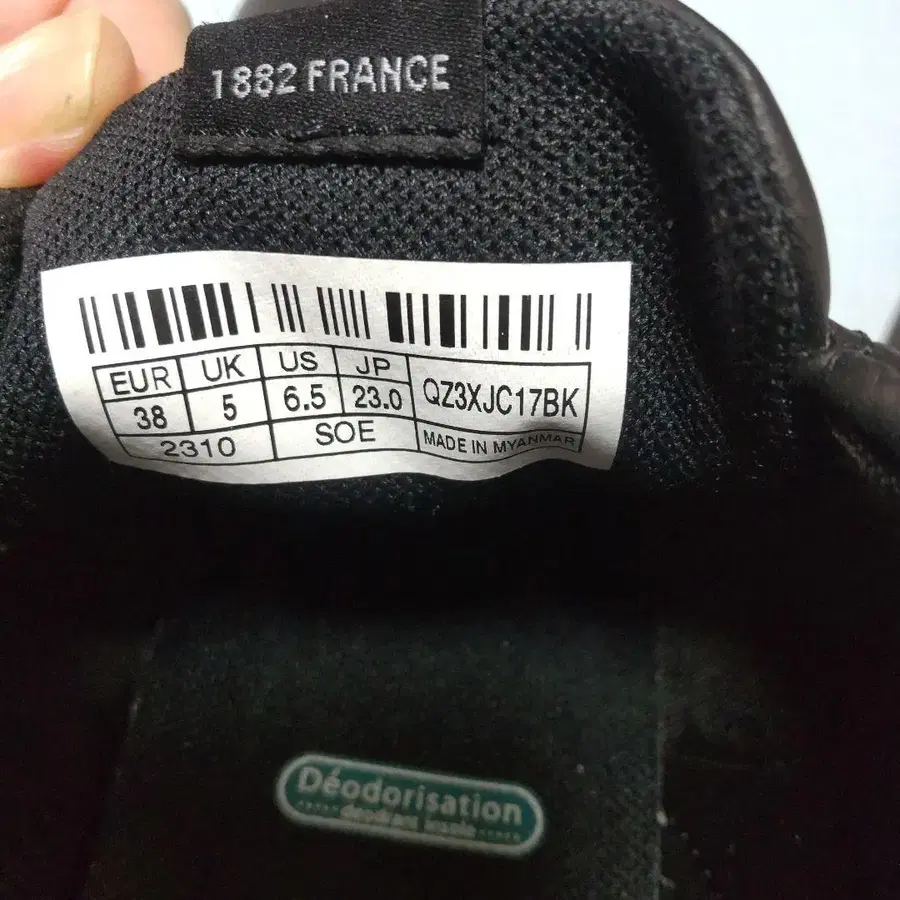 1882 FRANCE
EUR UK US JP QZ3XJC17BK
38 5 6.5 23.0
2310 SOE MADE IN MYANMAR
Déodorisation